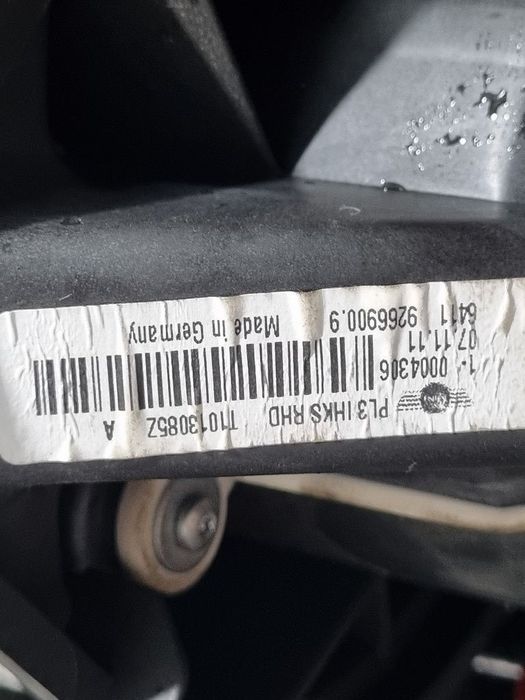 PL3 IHKS RHD T1013085Z A
1- 0004306
07.11.11
6411 9266900.9 Made in Germany